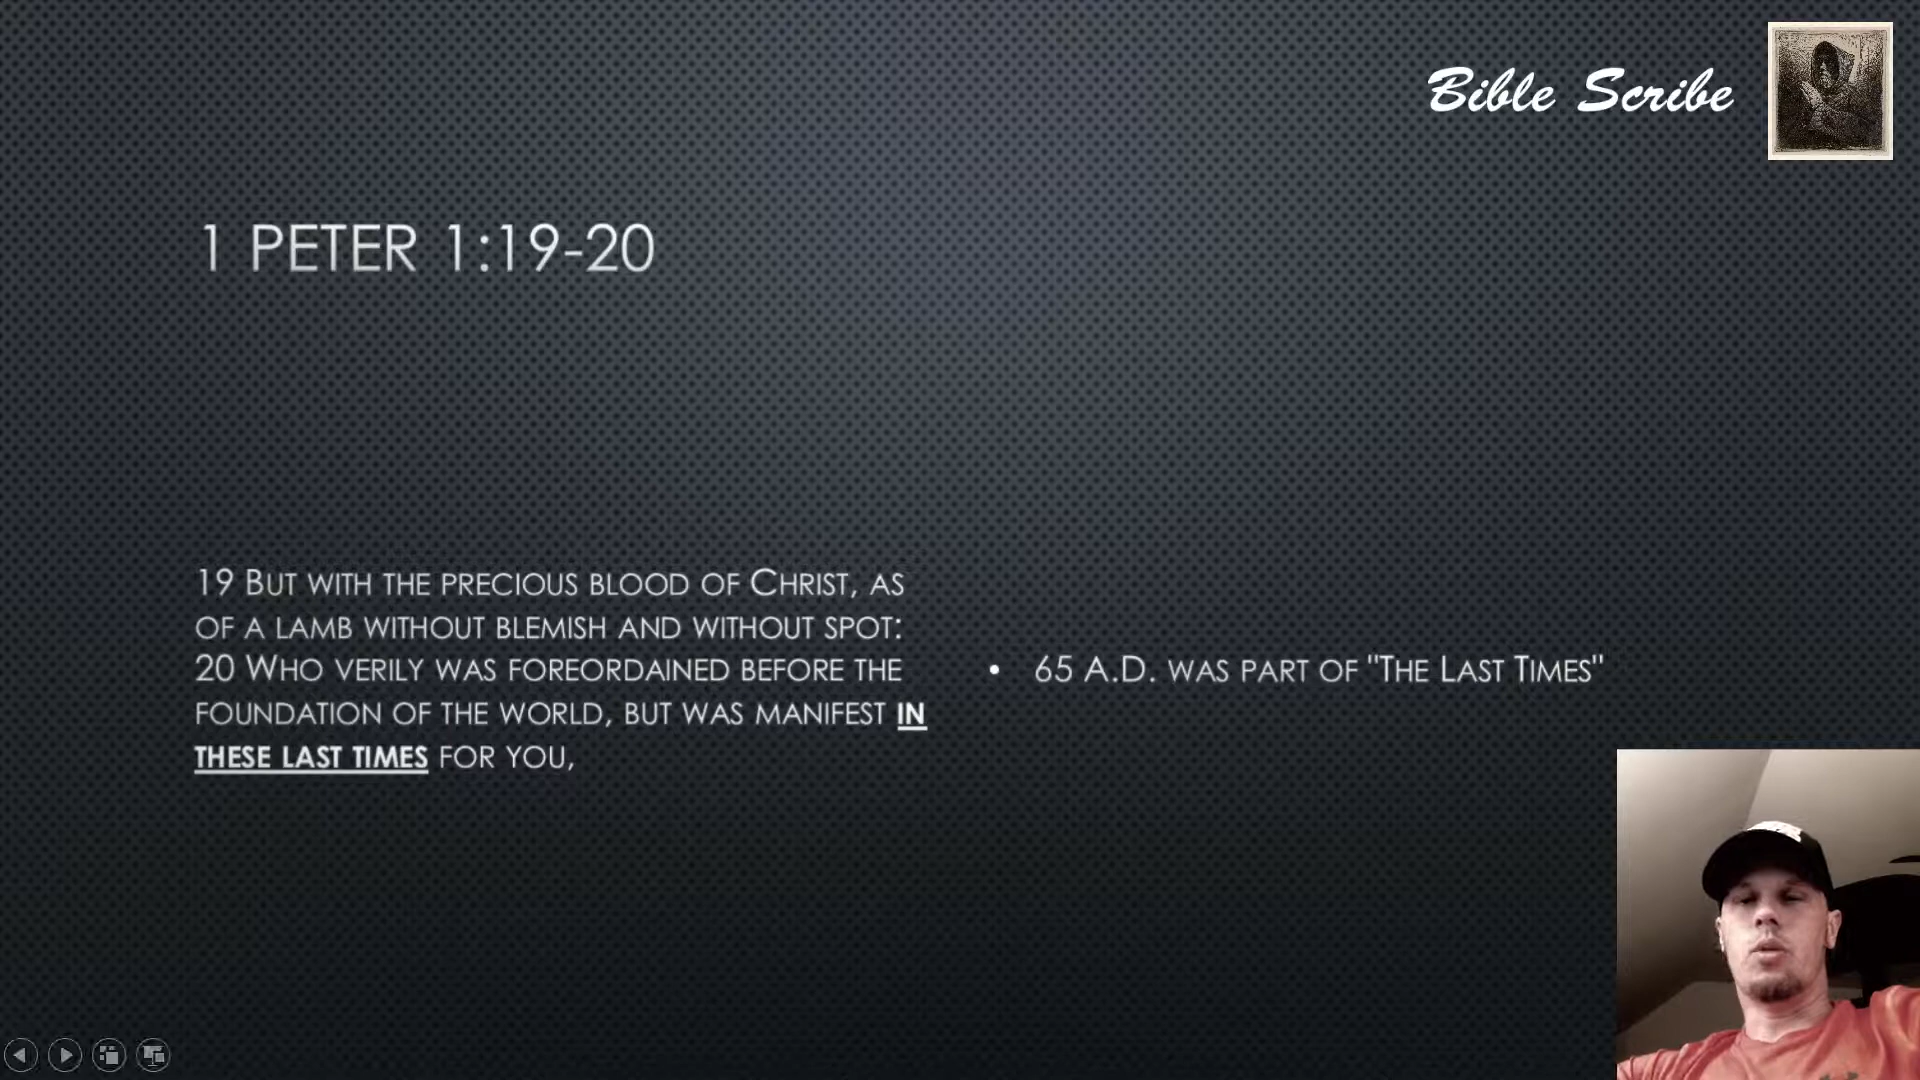 Bible Scribe
1 PETER 1:19-20
19 BUT WITH THE PRECIOUS BLOOD OF CHRIST, AS
OF A LAMB WITHOUT BLEMISH AND WITHOUT SPOT:
20 WHO VERILY WAS FOREORDAINED BEFORE THE
FOUNDATION OF THE WORLD, BUT WAS MANIFEST IN
THESE LAST TIMES FOR YOU,
• 65 A.D. WAS PART OF "THE LAST TIMES"